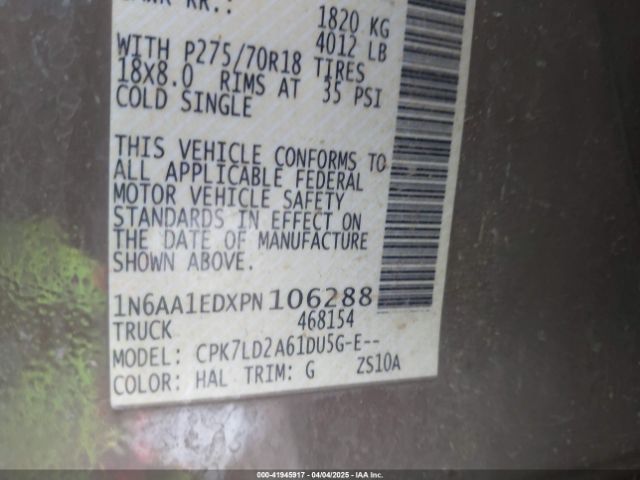 RR.:
1820 KG
4012 LB
WITH P275/70R18 TIRES
18X8.0 RIMS AT 35 PSI
COLD SINGLE
THIS VEHICLE CONFORMS TO
ALL APPLICABLE FEDERAL
MOTOR VEHICLE SAFETY
STANDARDS IN EFFECT ON
THE DATE OF MANUFACTURE
SHOWN ABOVE.
1N6AA1EDXPN106288
TRUCK 468154
MODEL: CPK7LD2A61DU5G-E--
COLOR: HAL TRIM: G ZS10A
000-41945917 - 04/04/2025 - IAA Inc.